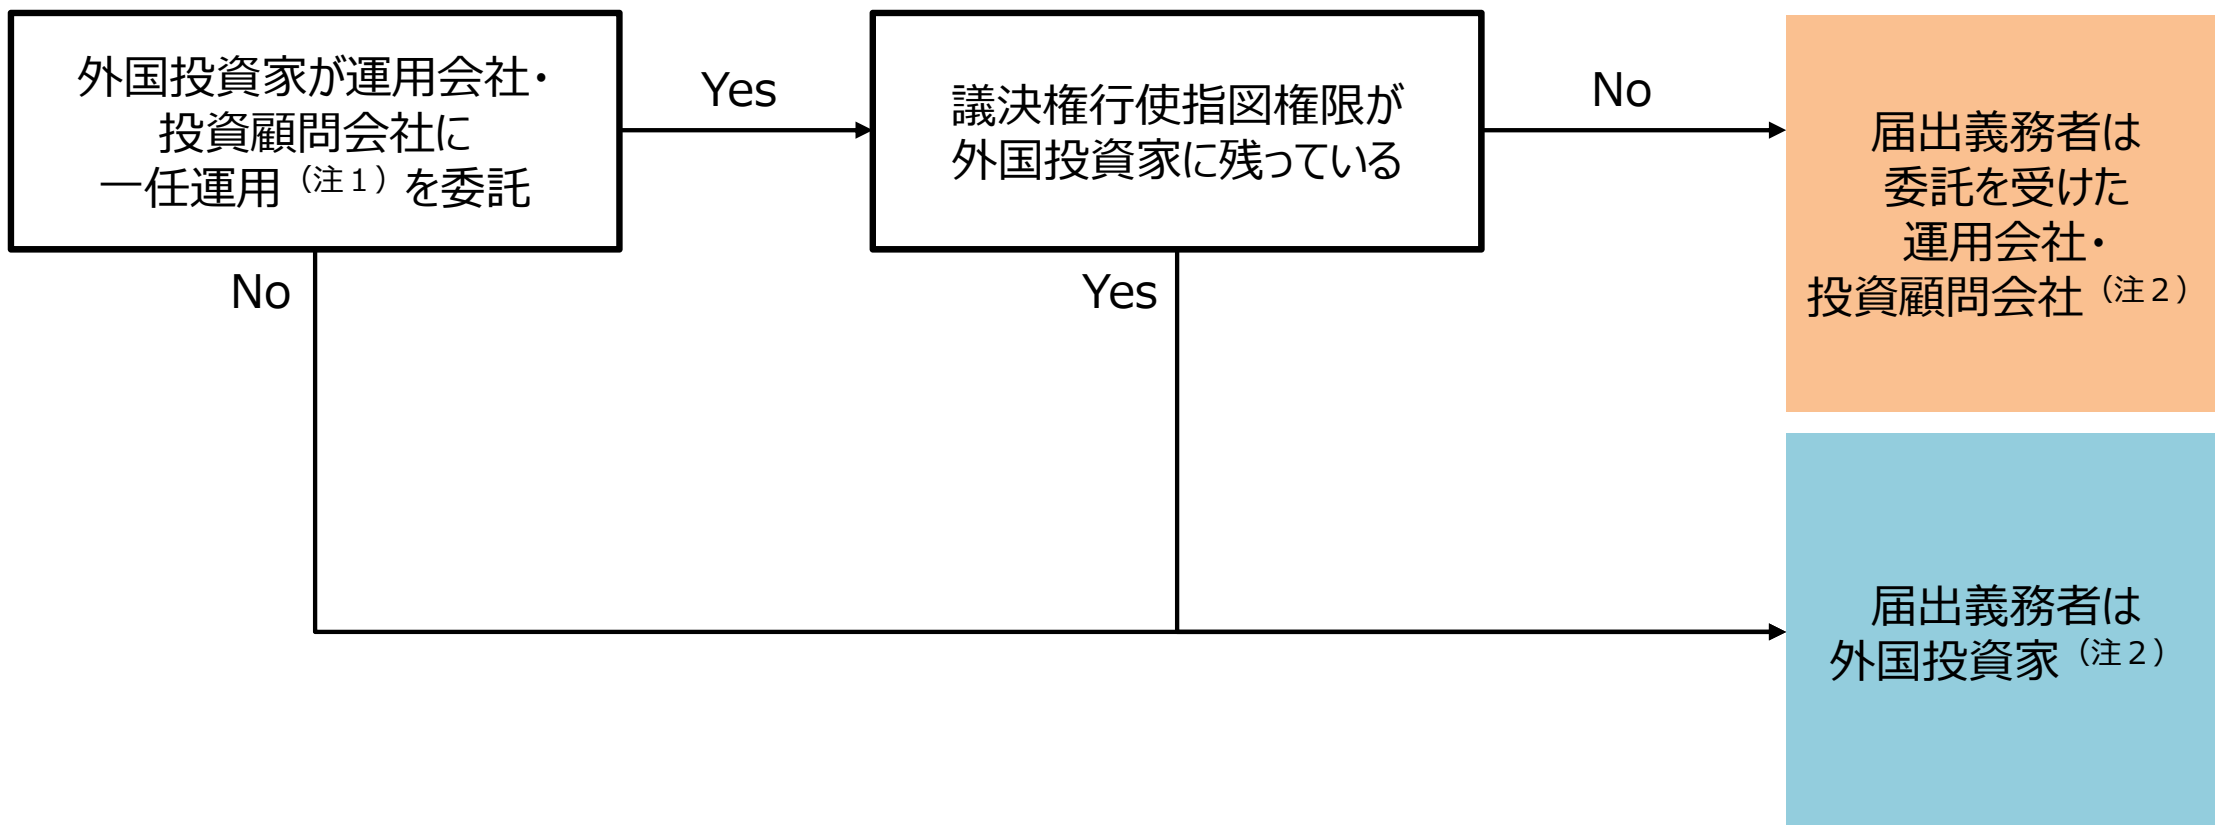 外国投資家が運用会社・
投資顧問会社に
一任運用（注１）を委託
Yes
議決権行使指図権限が
外国投資家に残っている
No
届出義務者は
委託を受けた
運用会社・
投資顧問会社（注２）
No
Yes
届出義務者は
外国投資家（注２）